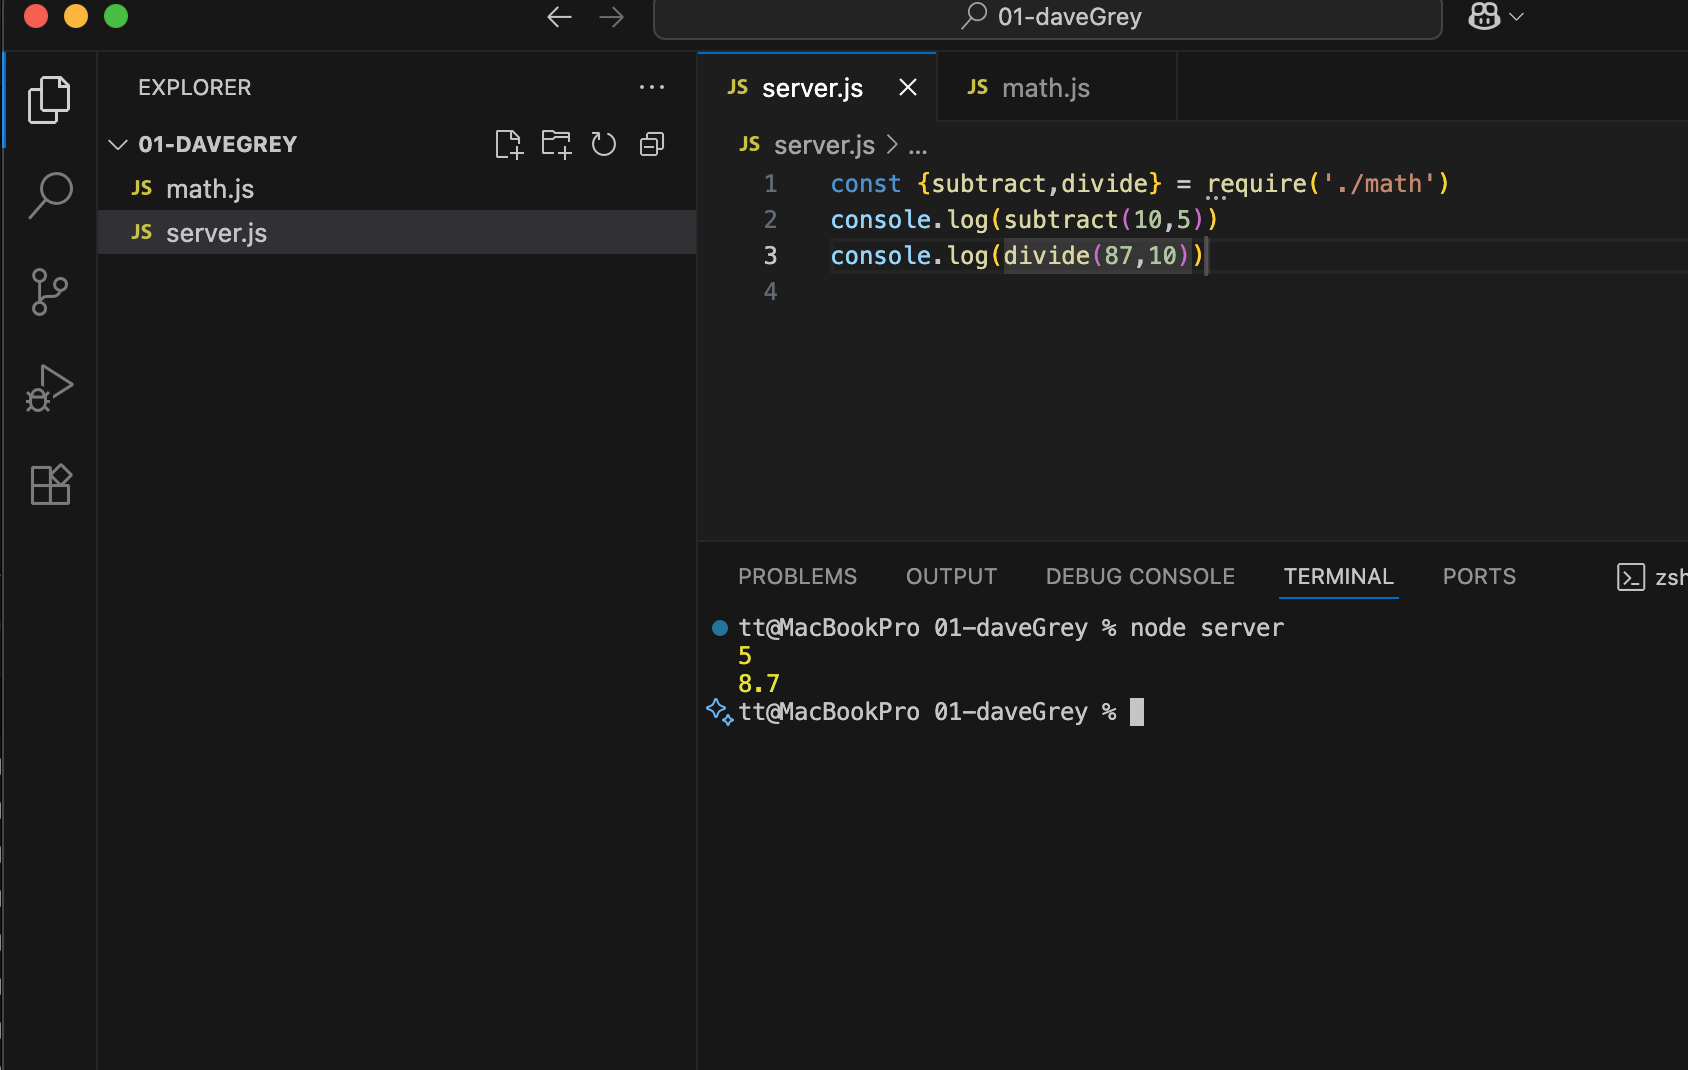 01-daveGrey
EXPLORER
01-DAVEGREY
JS math.js
JS server.js
JS server.js
JS math.js
JS server.js > ...
1 const {subtract,divide} = require('./math')
2 console.log(subtract(10,5))
3 console.log(divide(87,10))
4
PROBLEMS OUTPUT DEBUG CONSOLE TERMINAL PORTS zsh
tt@MacBookPro 01-daveGrey % node server
5
8.7
tt@MacBookPro 01-daveGrey %